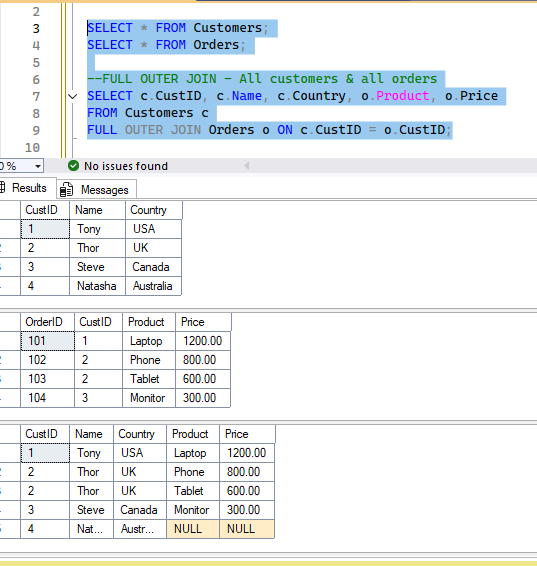 2
3 SELECT * FROM Customers;
4 SELECT * FROM Orders;
5
6 --FULL OUTER JOIN - All customers & all orders
7 SELECT c.CustID, c.Name, c.Country, o.Product, o.Price
8 FROM Customers c
9 FULL OUTER JOIN Orders o ON c.CustID = o.CustID;
10
0 % No issues found
Results Messages
CustID Name Country
1 Tony USA
2 Thor UK
3 Steve Canada
4 Natasha Australia
OrderID CustID Product Price
101 1 Laptop 1200.00
102 2 Phone 800.00
103 2 Tablet 600.00
104 3 Monitor 300.00
CustID Name Country Product Price
1 Tony USA Laptop 1200.00
2 Thor UK Phone 800.00
2 Thor UK Tablet 600.00
3 Steve Canada Monitor 300.00
4 Nat... Austr... NULL NULL